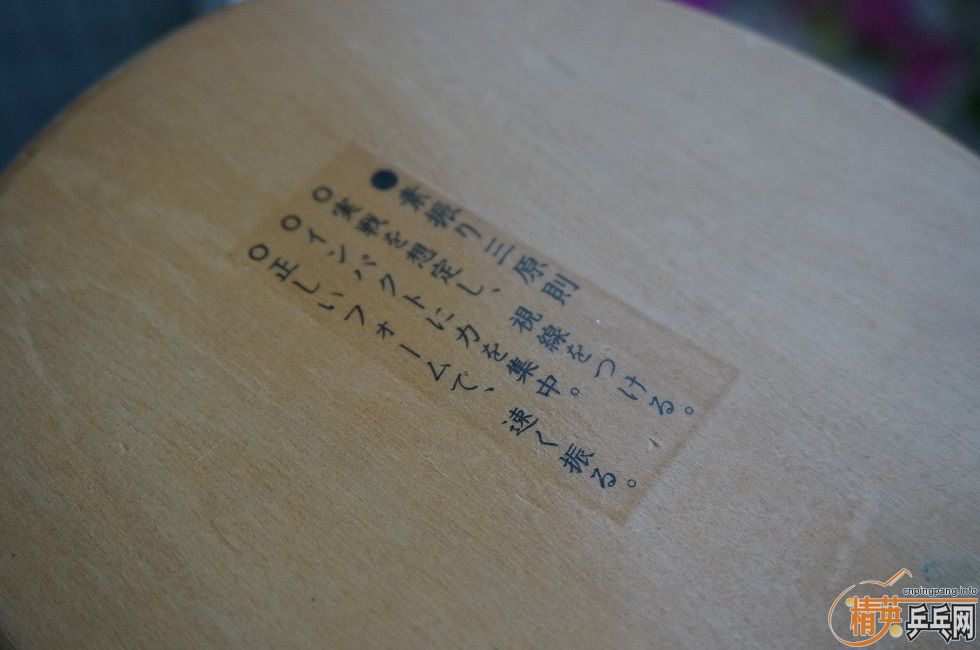 ●素振り三原則
○実戦を想定し、視線をつける。
○インパクトに力を集中。
○正しいフォームで、速く振る。
cnpingpang.info
精英乒乓网